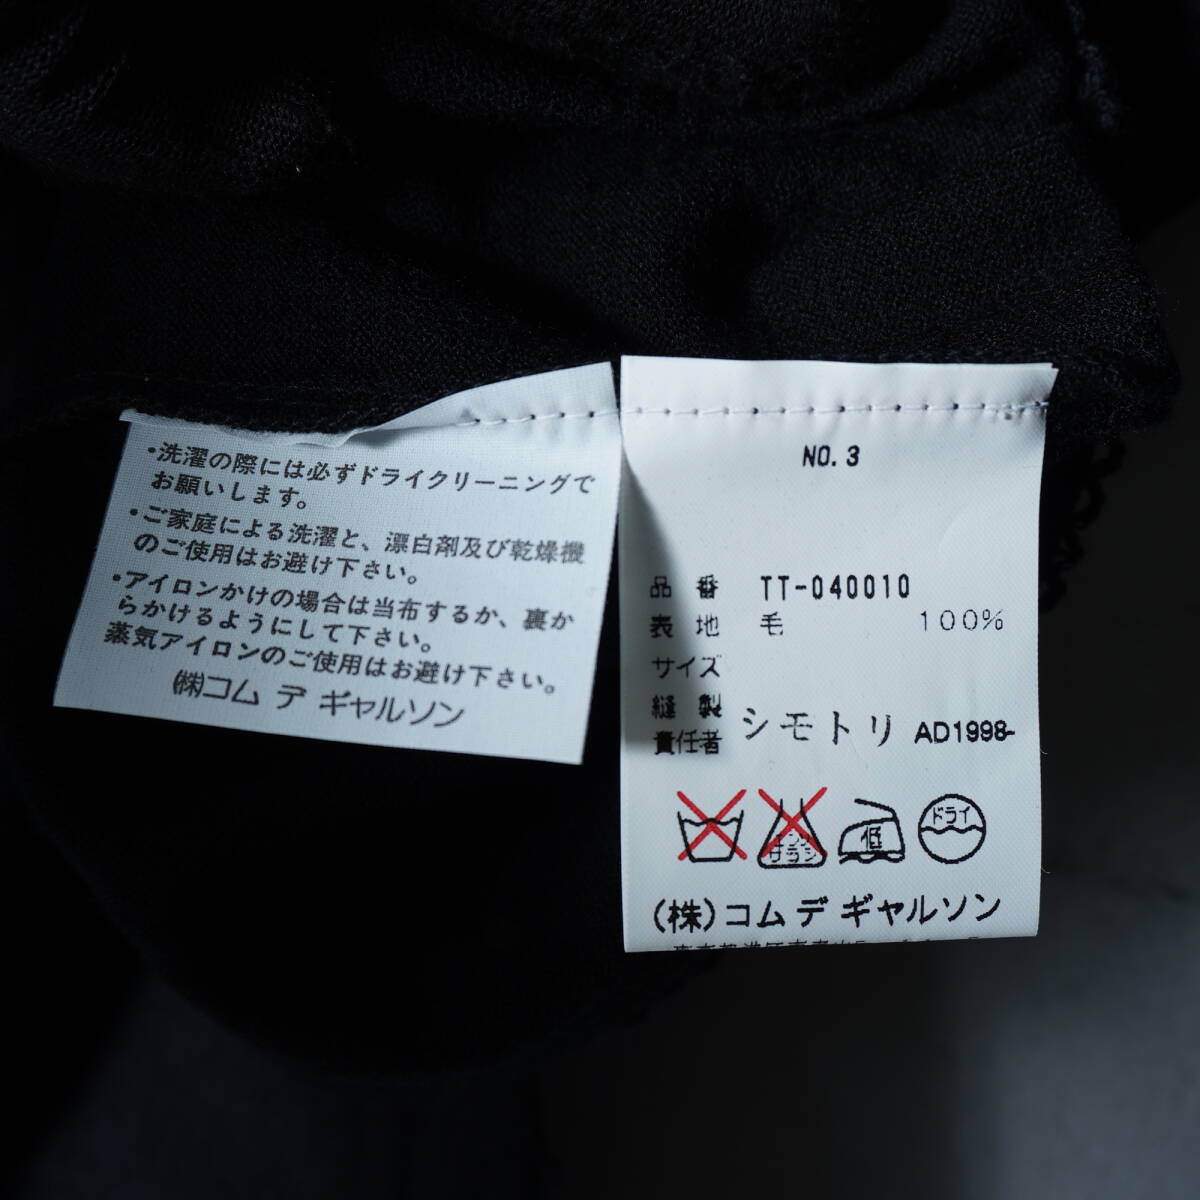 ・洗濯の際には必ずドライクリーニングで
お願いします。
・ご家庭による洗濯と、漂白剤及び乾燥機
のご使用はお避け下さい。
・アイロンかけの場合は当布するか、裏か
らかけるようにして下さい。
蒸気アイロンのご使用はお避け下さい。
(株)コム デ ギャルソン
NO. 3
品 番 TT-040010
表 地 毛 100%
サイズ
縫 製
責任者 シモトリ AD1998-
エンソ
サラシ
低
ドライ
(株)コム デ ギャルソン